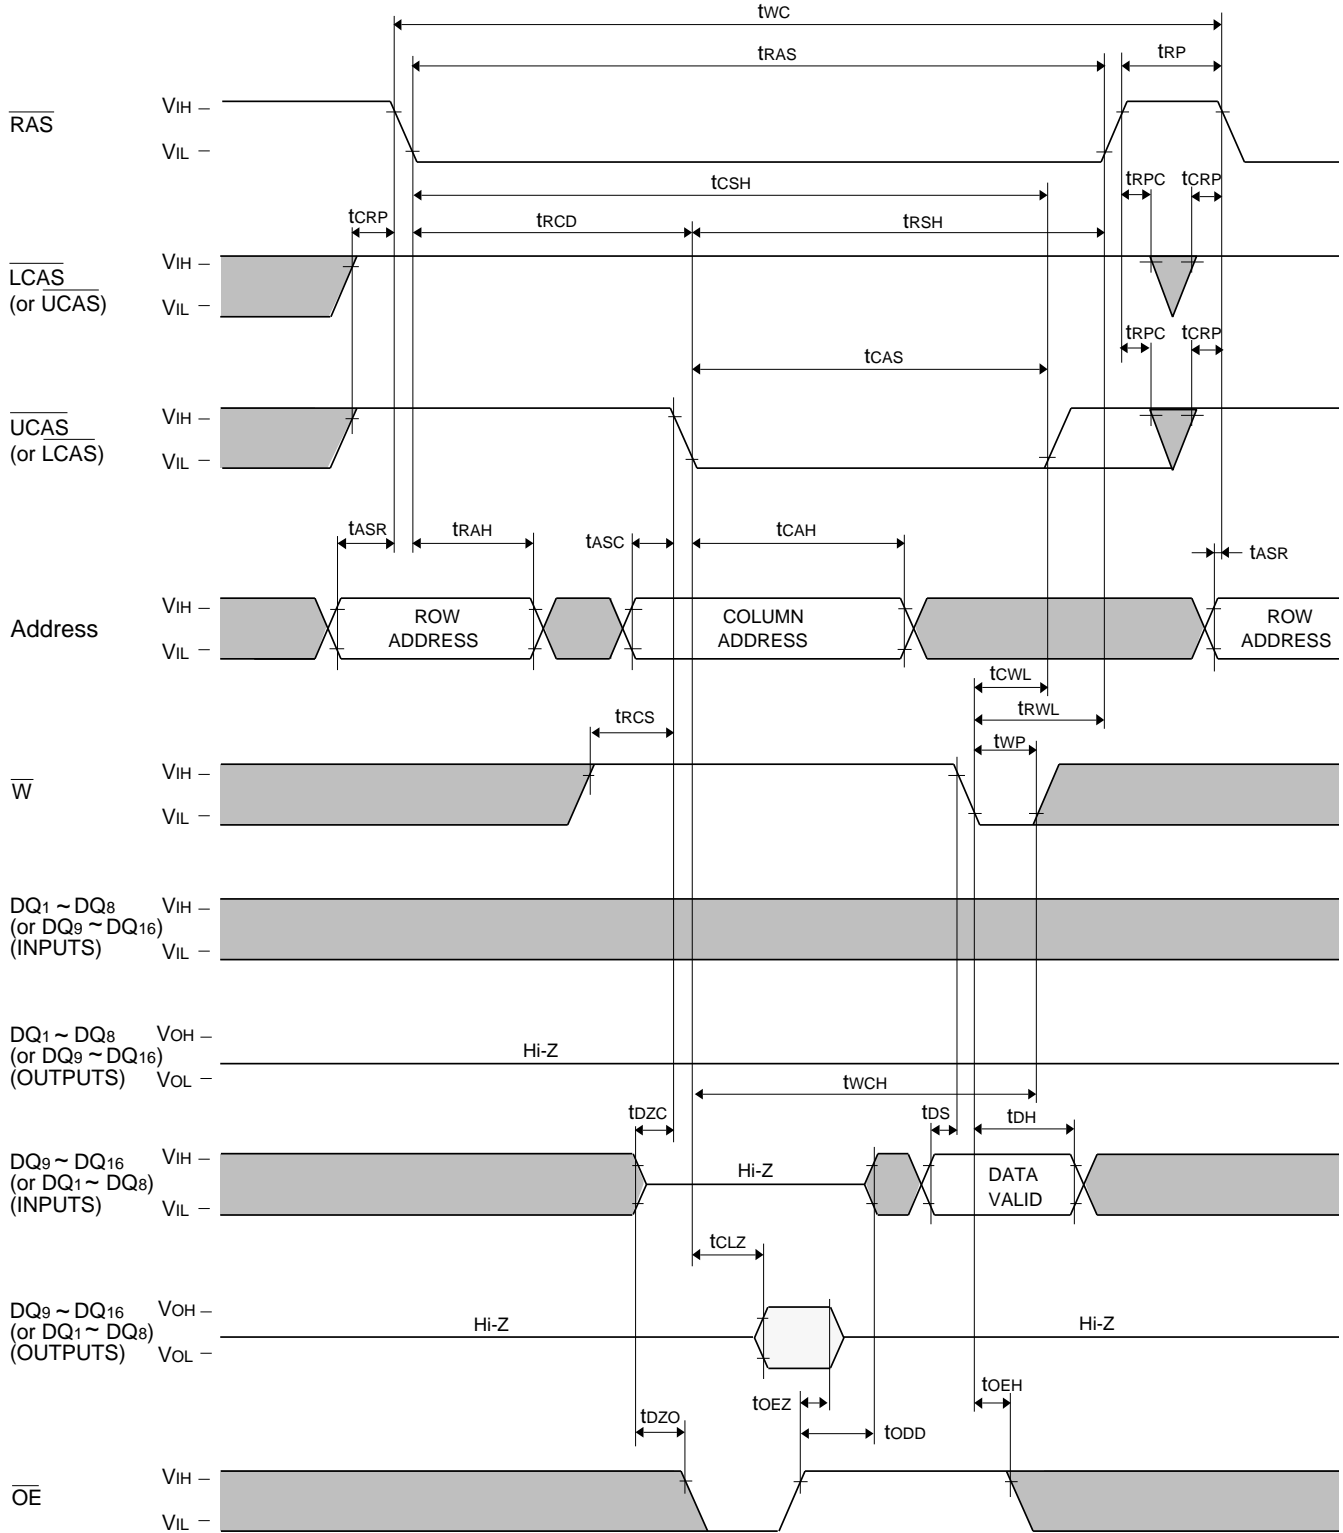 tWC
tRAS
tRP
RAS
VIH
VIL
tCSH
tRPC
tCRP
tCRP
tRCD
tRSH
LCAS
(or UCAS)
VIH
VIL
tRPC
tCRP
tCAS
UCAS
(or LCAS)
VIH
VIL
tASR
tRAH
tASC
tCAH
tASR
Address
VIH
VIL
ROW
ADDRESS
COLUMN
ADDRESS
ROW
ADDRESS
tCWL
tRWL
tRCS
tWP
W
VIH
VIL
DQ1 ~ DQ8
(or DQ9 ~ DQ16)
(INPUTS)
VIH
VIL
DQ1 ~ DQ8
(or DQ9 ~ DQ16)
(OUTPUTS)
VOH
VOL
Hi-Z
tWCH
tDZC
tDS
tDH
DQ9 ~ DQ16
(or DQ1 ~ DQ8)
(INPUTS)
VIH
VIL
Hi-Z
DATA
VALID
tCLZ
DQ9 ~ DQ16
(or DQ1 ~ DQ8)
(OUTPUTS)
VOH
VOL
Hi-Z
Hi-Z
tOEZ
tOEH
tDZO
tODD
OE
VIH
VIL